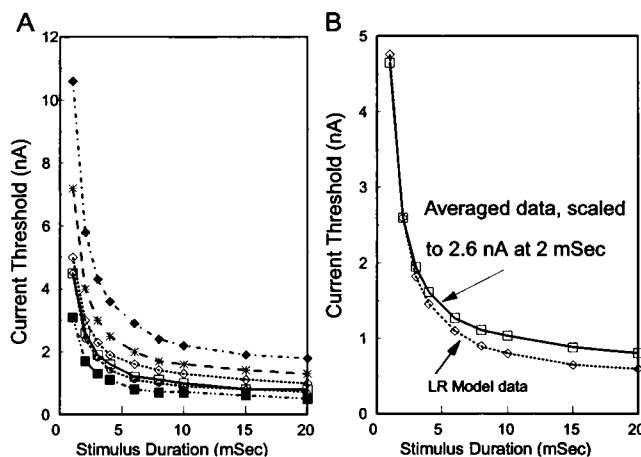 A
12
10
8
6
4
2
0
0
5
10
15
20
Current Threshold (nA)
Stimulus Duration (mSec)
B
5
4
3
2
1
0
0
5
10
15
20
Current Threshold (nA)
Stimulus Duration (mSec)
Averaged data, scaled
to 2.6 nA at 2 mSec
LR Model data